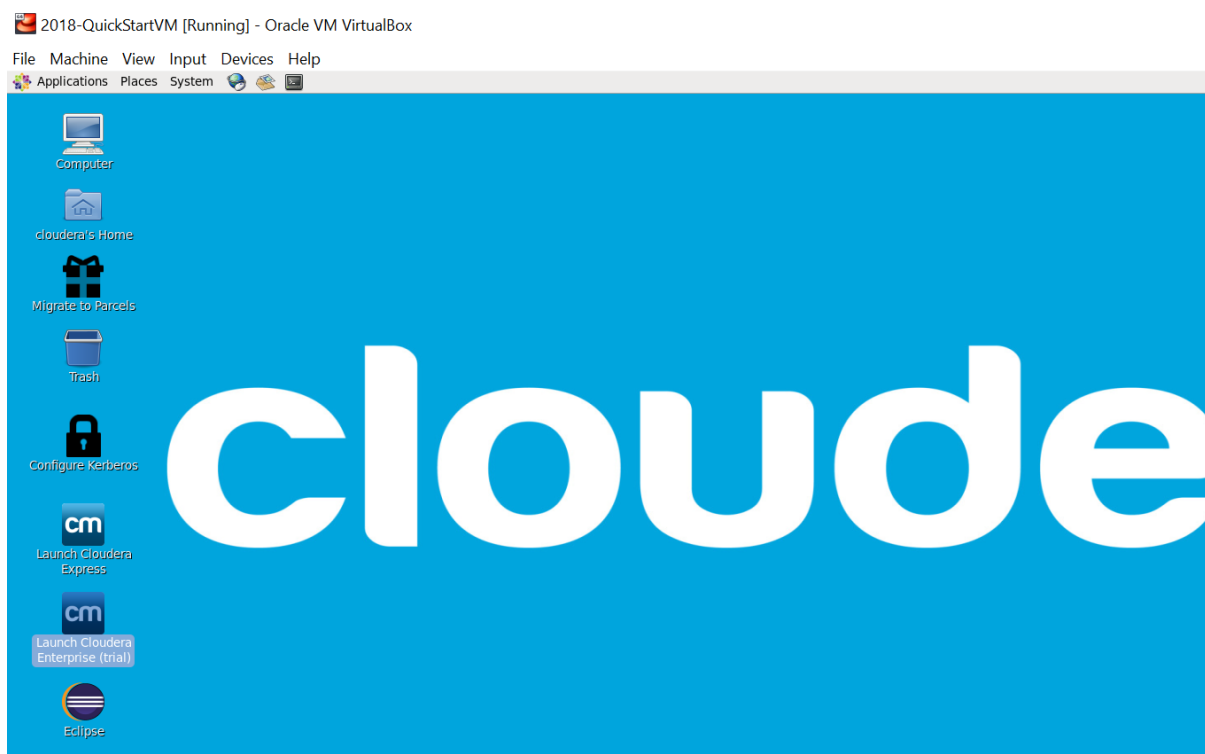 2018-QuickStartVM [Running] - Oracle VM VirtualBox
File Machine View Input Devices Help
Applications Places System
Computer
cloudera's Home
Migrate to Parcels
Trash
Configure Kerberos
cm
Launch Cloudera
Express
cm
Launch Cloudera
Enterprise (trial)
Eclipse
cloude